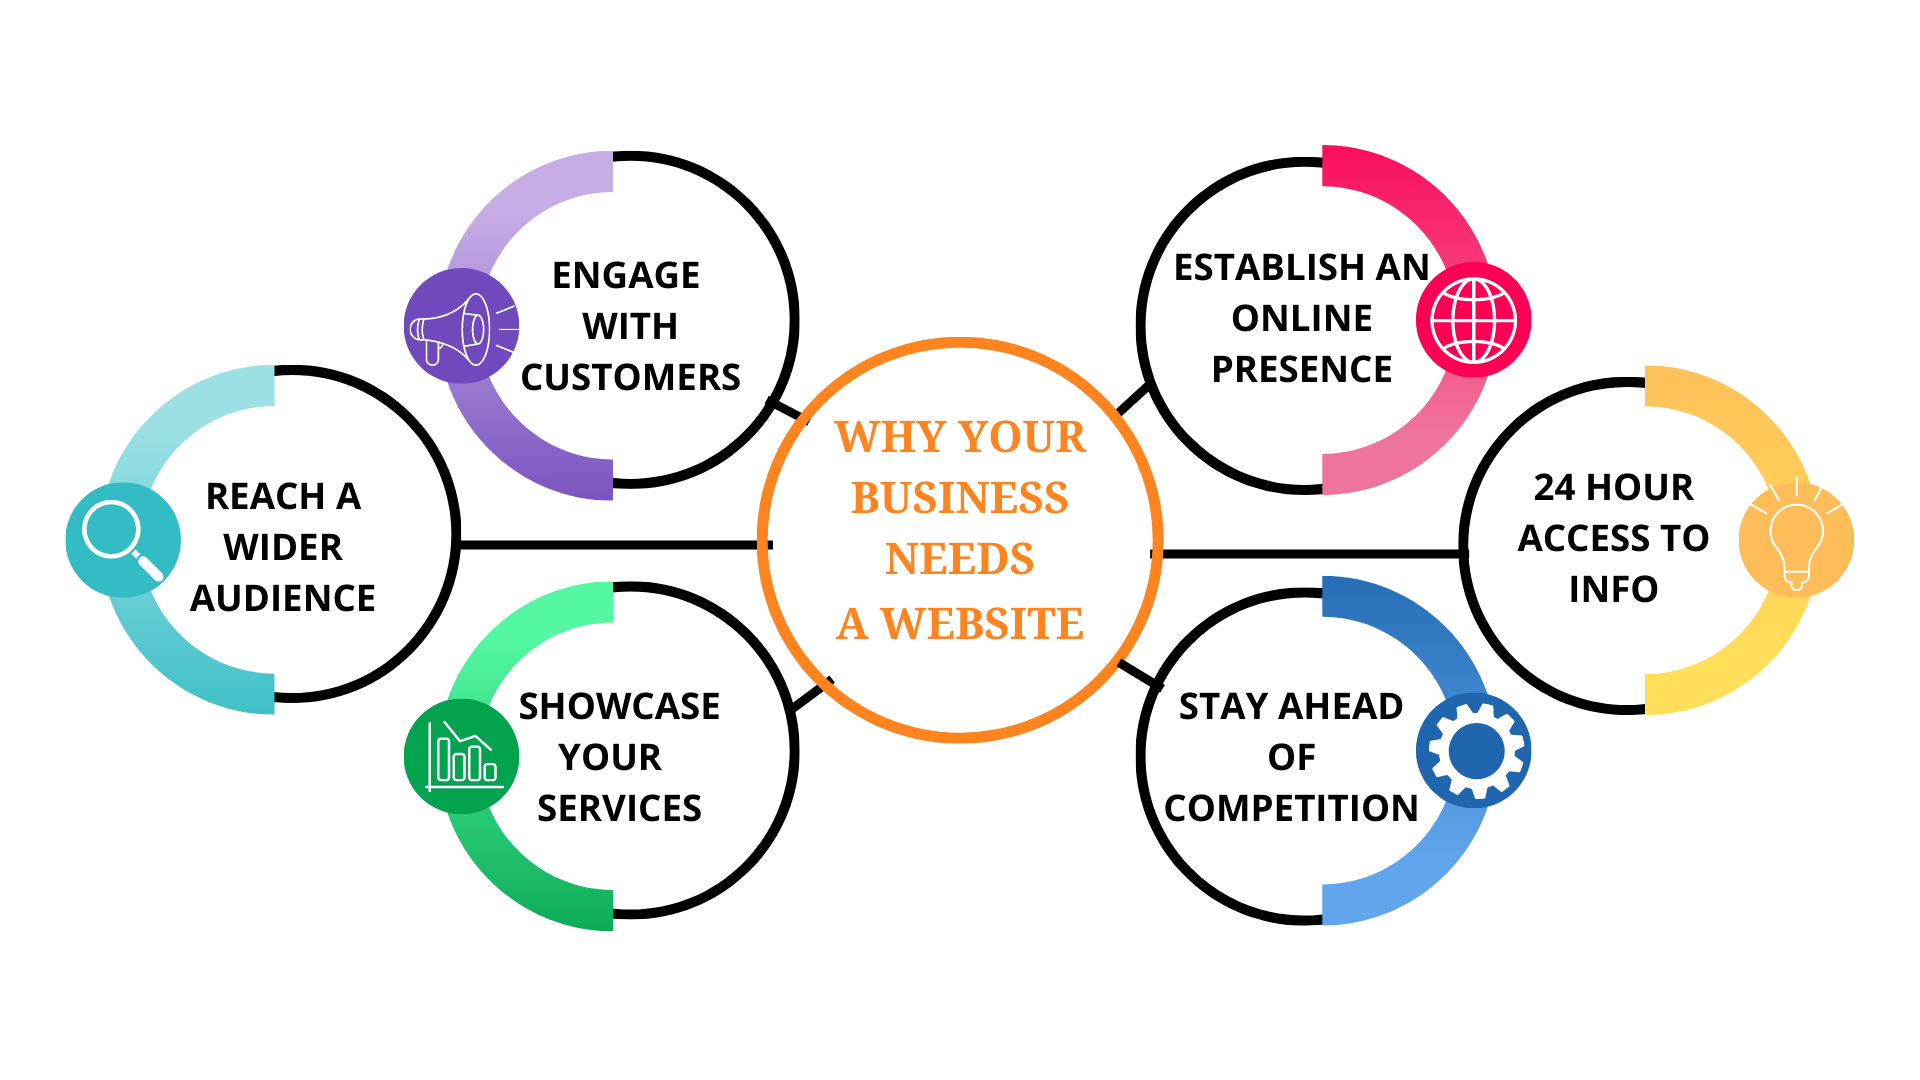 ENGAGE
WITH
CUSTOMERS
ESTABLISH AN
ONLINE
PRESENCE
REACH A
WIDER
AUDIENCE
WHY YOUR
BUSINESS
NEEDS
A WEBSITE
24 HOUR
ACCESS TO
INFO
SHOWCASE
YOUR
SERVICES
STAY AHEAD
OF
COMPETITION